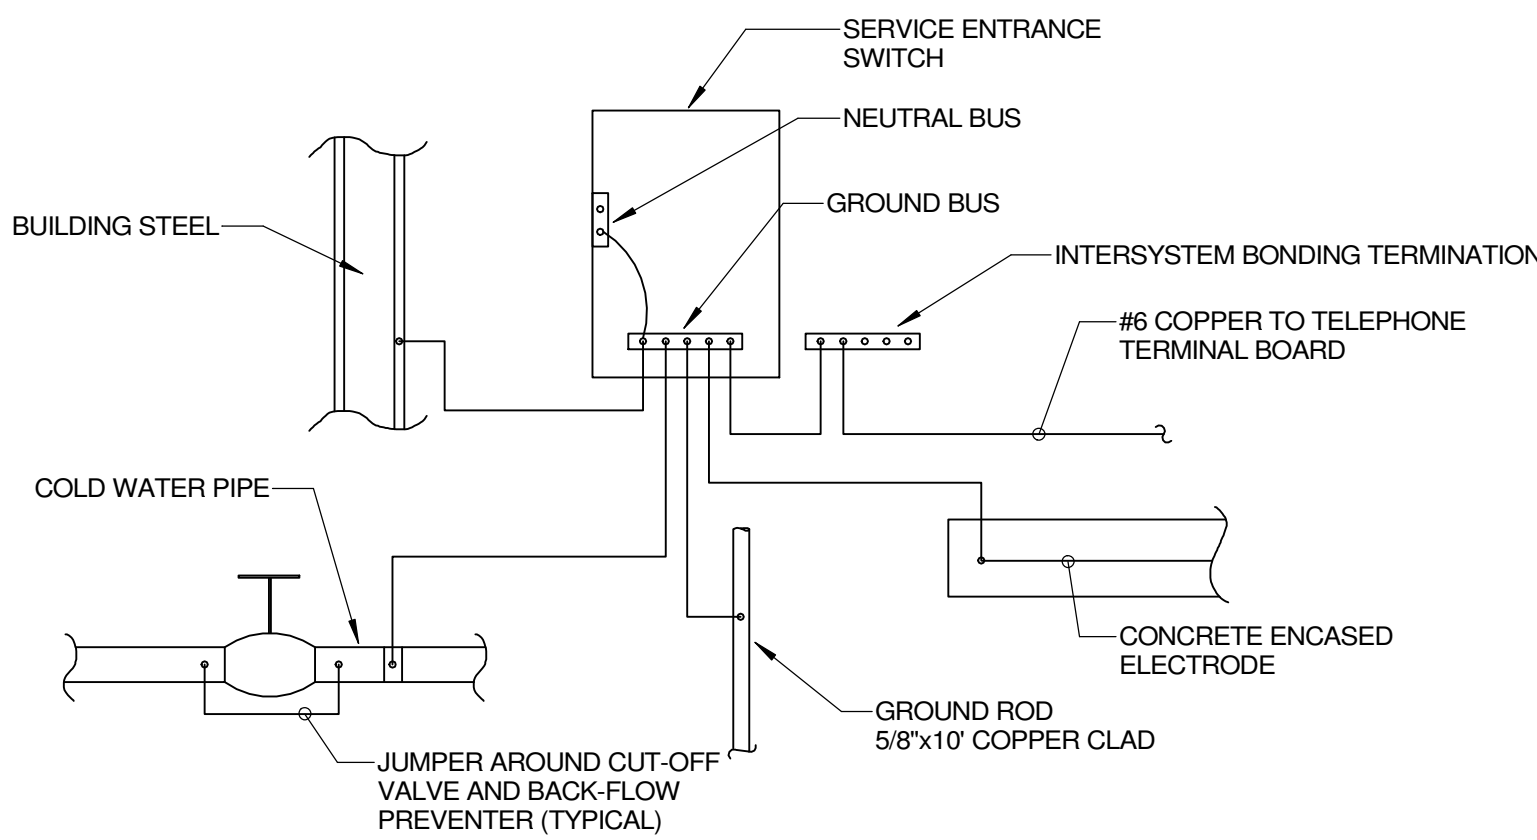 SERVICE ENTRANCE
SWITCH
NEUTRAL BUS
GROUND BUS
BUILDING STEEL
INTERSYSTEM BONDING TERMINATION
#6 COPPER TO TELEPHONE
TERMINAL BOARD
COLD WATER PIPE
CONCRETE ENCASED
ELECTRODE
GROUND ROD
5/8"x10' COPPER CLAD
JUMPER AROUND CUT-OFF
VALVE AND BACK-FLOW
PREVENTER (TYPICAL)